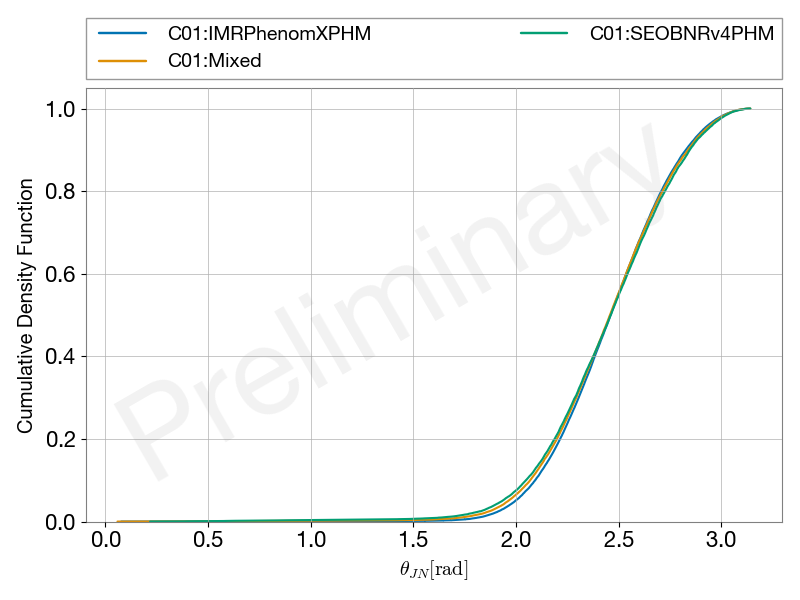 C01:IMRPhenomXPHM
C01:Mixed
C01:SEOBNRv4PHM
1.0
0.8
0.6
0.4
0.2
0.0
Cumulative Density Function
Preliminary
0.0 0.5 1.0 1.5 2.0 2.5 3.0
θ_JN[rad]